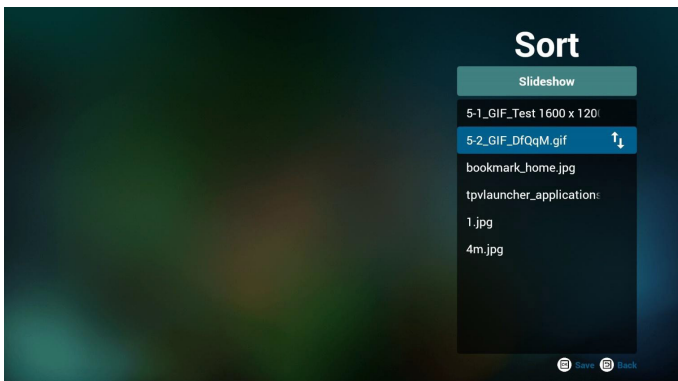 Sort
Slideshow
5-1_GIF_Test 1600 x 120
5-2_GIF_DfQqM.gif
bookmark_home.jpg
tpvlauncher_applications
1.jpg
4m.jpg
Save Back